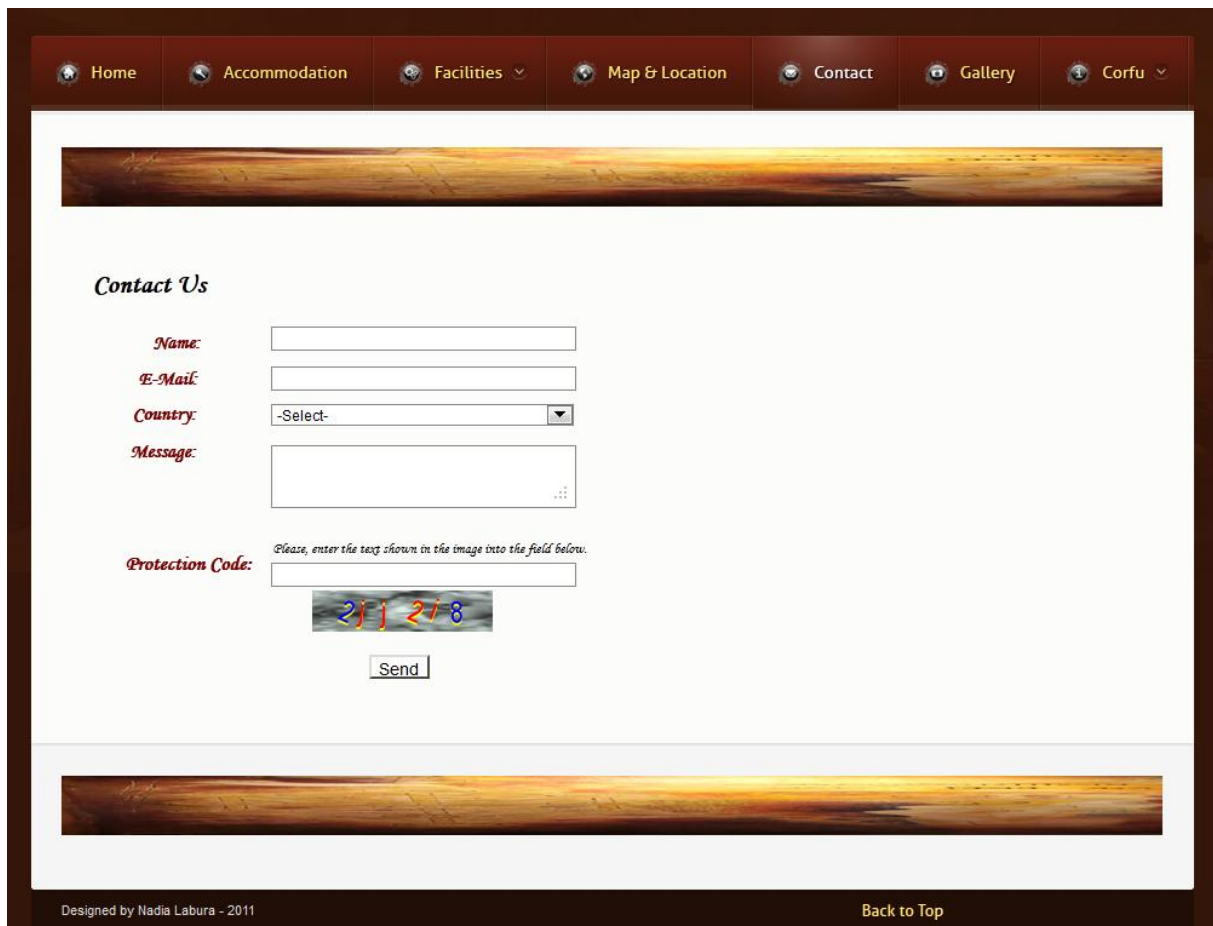 Home Accommodation Facilities Map & Location Contact Gallery Corfu
Contact Us
Name:
E-Mail:
Country: -Select-
Message:
Please, enter the text shown in the image into the field below.
Protection Code:
2jj2i8
Send
Designed by Nadia Labura - 2011 Back to Top